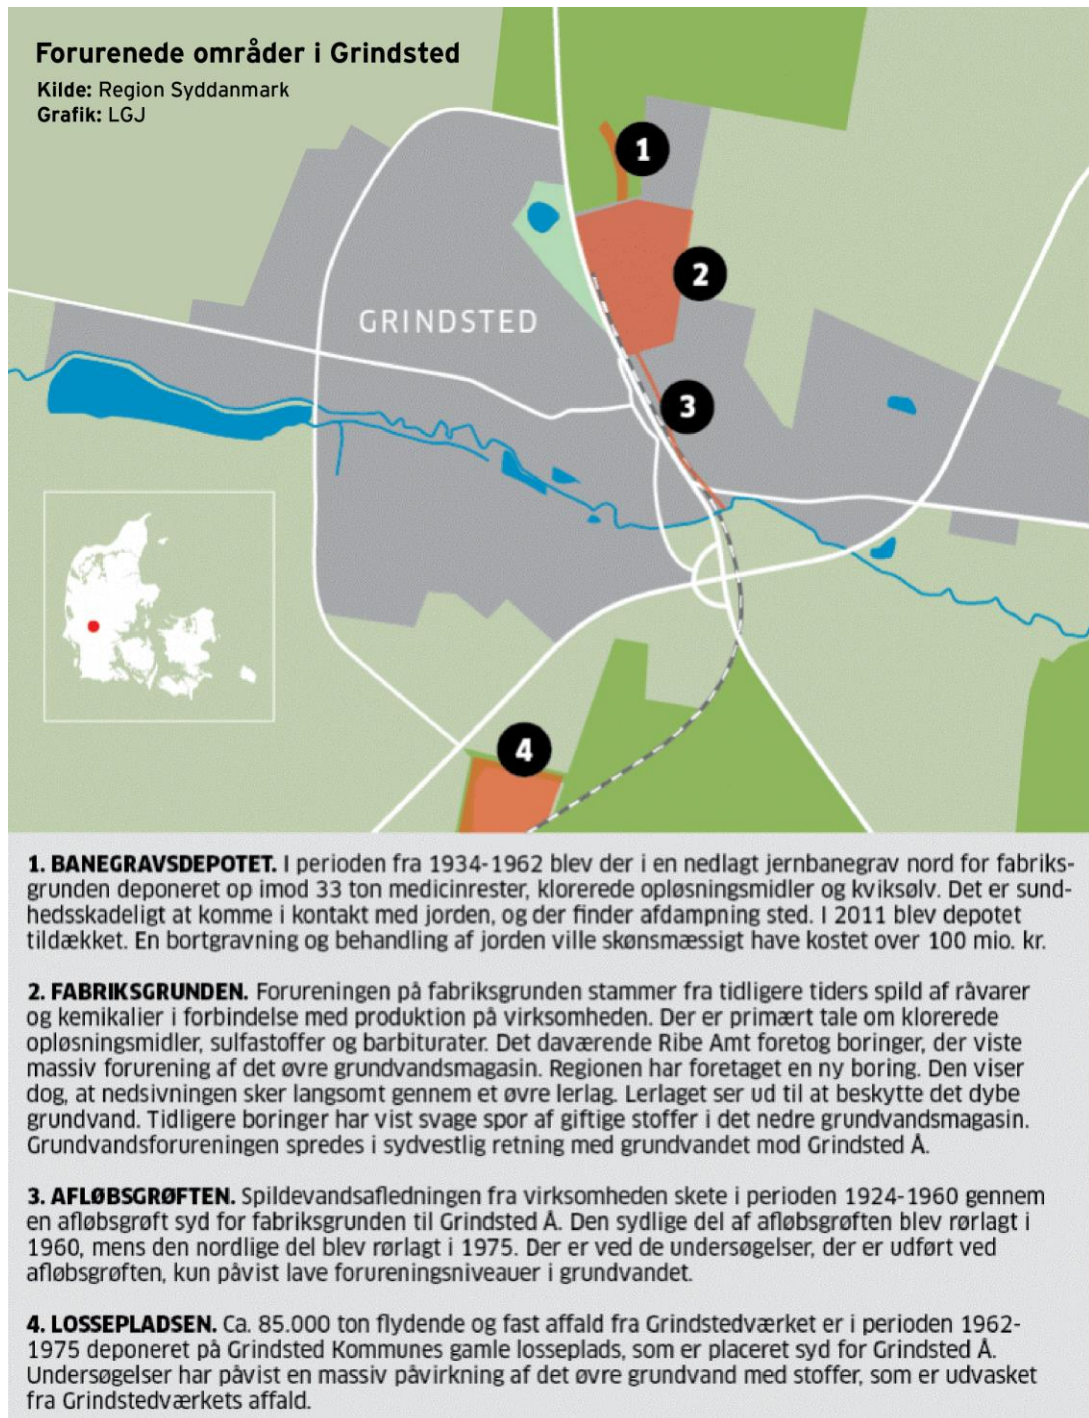 Forurenede områder i Grindsted
Kilde: Region Syddanmark
Grafik: LGJ
1
2
GRINDSTED
3
4
1. BANEGRAVSDEPOTET. I perioden fra 1934-1962 blev der i en nedlagt jernbanegrav nord for fabriks-
grunden deponeret op imod 33 ton medicinrester, klorerede opløsningsmidler og kviksølv. Det er sund-
hedsskadeligt at komme i kontakt med jorden, og der finder afdampning sted. I 2011 blev depotet
tildækket. En bortgravning og behandling af jorden ville skønsmæssigt have kostet over 100 mio. kr.
2. FABRIKSGRUNDEN. Forureningen på fabriksgrunden stammer fra tidligere tiders spild af råvarer
og kemikalier i forbindelse med produktion på virksomheden. Der er primært tale om klorerede
opløsningsmidler, sulfastoffer og barbiturater. Det daværende Ribe Amt foretog boringer, der viste
massiv forurening af det øvre grundvandsmagasin. Regionen har foretaget en ny boring. Den viser
dog, at nedsivningen sker langsomt gennem et øvre lerlag. Lerlaget ser ud til at beskytte det dybe
grundvand. Tidligere boringer har vist svage spor af giftige stoffer i det nedre grundvandsmagasin.
Grundvandsforureningen spredes i sydvestlig retning med grundvandet mod Grindsted Å.
3. AFLØBSGRØFTEN. Spildevandsafledningen fra virksomheden skete i perioden 1924-1960 gennem
en afløbsgrøft syd for fabriksgrunden til Grindsted Å. Den sydlige del af afløbsgrøften blev rørlagt i
1960, mens den nordlige del blev rørlagt i 1975. Der er ved de undersøgelser, der er udført ved
afløbsgrøften, kun påvist lave forureningsniveauer i grundvandet.
4. LOSSEPLADSEN. Ca. 85.000 ton flydende og fast affald fra Grindstedværket er i perioden 1962-
1975 deponeret på Grindsted Kommunes gamle losseplads, som er placeret syd for Grindsted Å.
Undersøgelser har påvist en massiv påvirkning af det øvre grundvand med stoffer, som er udvasket
fra Grindstedværkets affald.